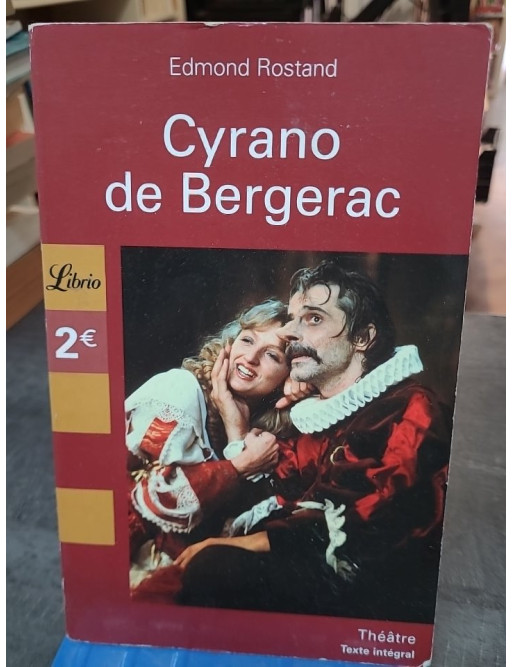 Edmond Rostand
Cyrano
de Bergerac
Librio
2€
Théâtre
Texte intégral